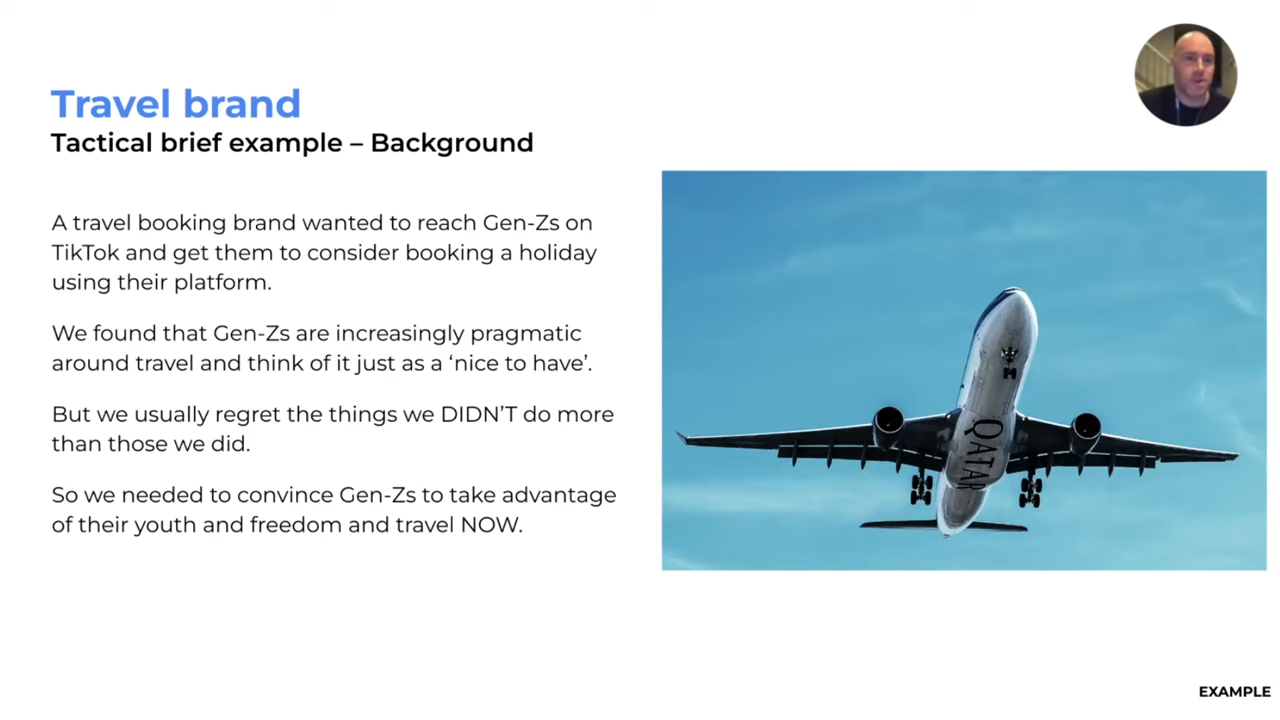 Travel brand
Tactical brief example – Background
A travel booking brand wanted to reach Gen-Zs on
TikTok and get them to consider booking a holiday
using their platform.
We found that Gen-Zs are increasingly pragmatic
around travel and think of it just as a ‘nice to have’.
But we usually regret the things we DIDN’T do more
than those we did.
So we needed to convince Gen-Zs to take advantage
of their youth and freedom and travel NOW.
QATAR
EXAMPLE